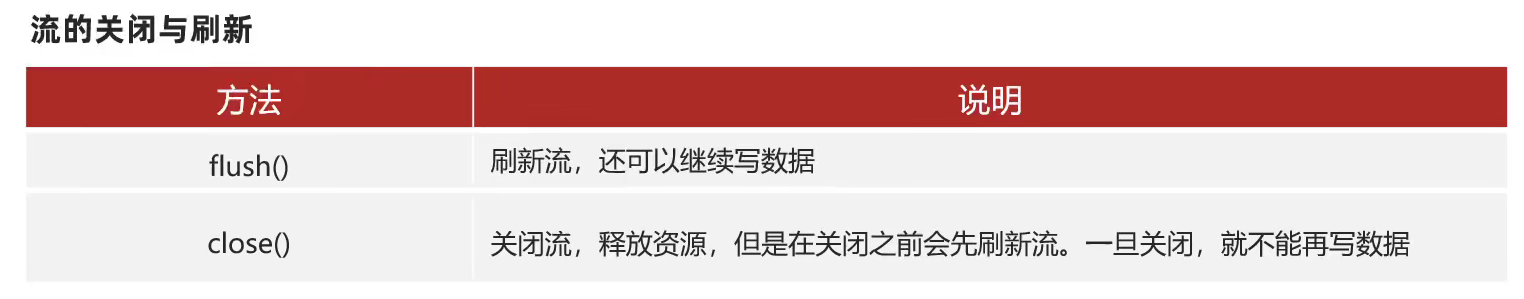 流的关闭与刷新
方法 说明
flush() 刷新流，还可以继续写数据
close() 关闭流，释放资源，但是在关闭之前会先刷新流。一旦关闭，就不能再写数据